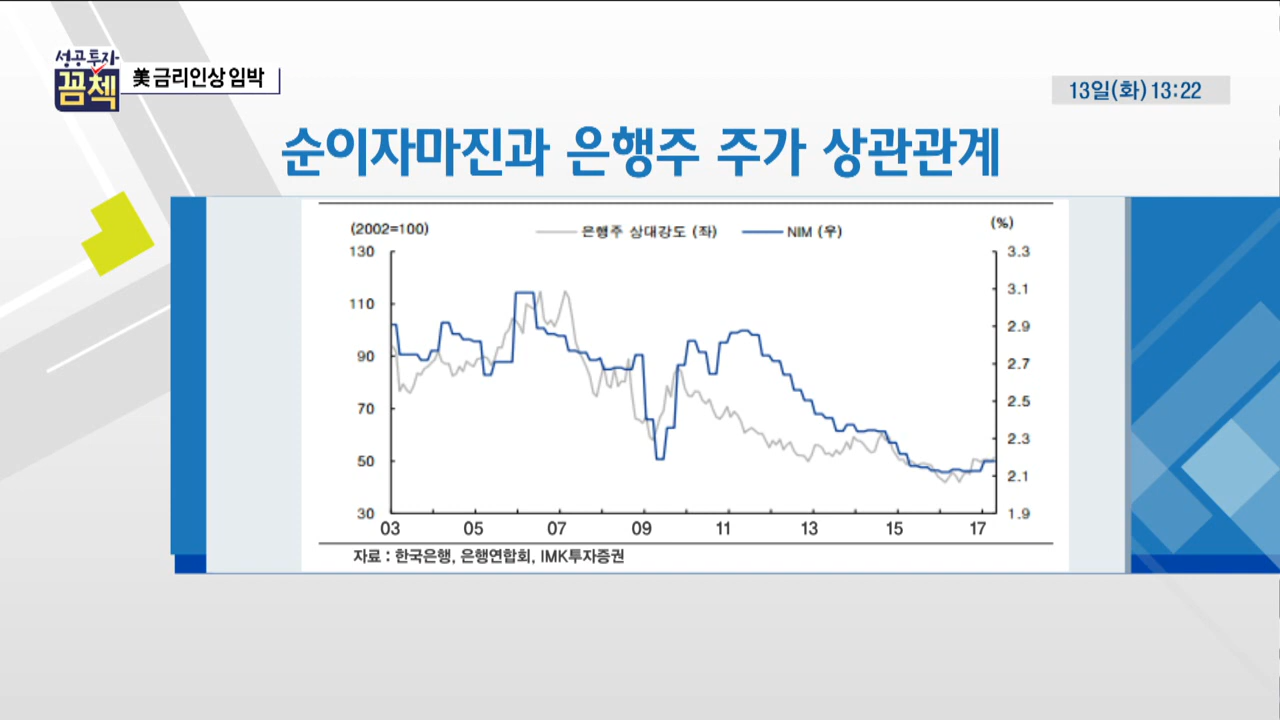 성공투자
꼼첵
美 금리인상 임박
13일(화) 13:22
순이자마진과 은행주 주가 상관관계
(2002=100)
은행주 상대강도 (좌)
NIM (우)
(%)
130
110
90
70
50
30
3.3
3.1
2.9
2.7
2.5
2.3
2.1
1.9
03 05 07 09 11 13 15 17
자료 : 한국은행, 은행연합회, IMK투자증권